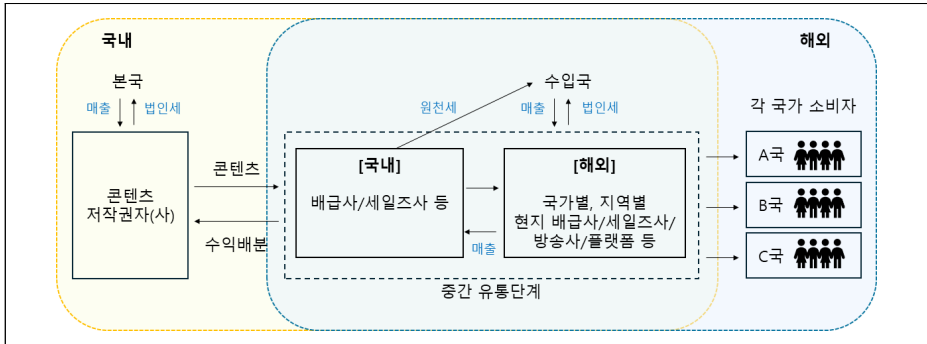 국내
해외
본국
수입국
매출
법인세
원천세
매출
법인세
각 국가 소비자
콘텐츠
저작권자(사)
콘텐츠
수익배분
[국내]
배급사/세일즈사 등
매출
[해외]
국가별, 지역별
현지 배급사/세일즈사/
방송사/플랫폼 등
A국
B국
C국
중간 유통단계